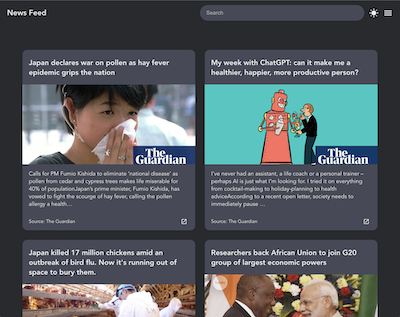 News Feed
Search
Japan declares war on pollen as hay fever
epidemic grips the nation
The
Guardian
Calls for PM Fumio Kishida to eliminate 'national disease' as
pollen from cedar and cypress trees makes life miserable for
40% of populationJapan's prime minister, Fumio Kishida, has
vowed to fight the scourge of hay fever, calling the pollen
allergy a health…
Source: The Guardian
My week with ChatGPT: can it make me a
healthier, happier, more productive person?
The
Guardian
I've never had an assistant, a life coach or a personal trainer –
perhaps AI is just what I'm looking for. I tried it on everything
from cocktail-making to holiday-planning to health
adviceAccording to a recent open letter, society needs to
immediately pause …
Source: The Guardian
Japan killed 17 million chickens amid an
outbreak of bird flu. Now it's running out of
space to bury them.
Researchers back African Union to join G20
group of largest economic powers